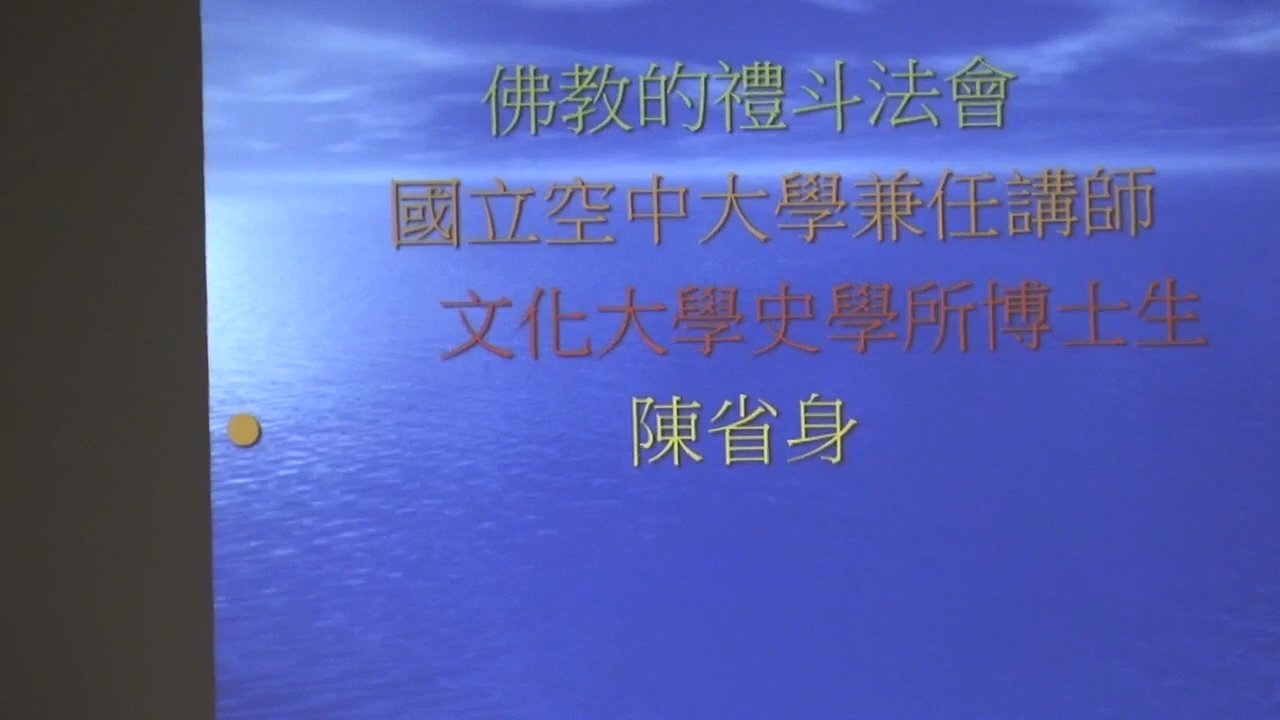 佛教的禮斗法會
國立空中大學兼任講師
文化大學史學所博士生
陳省身